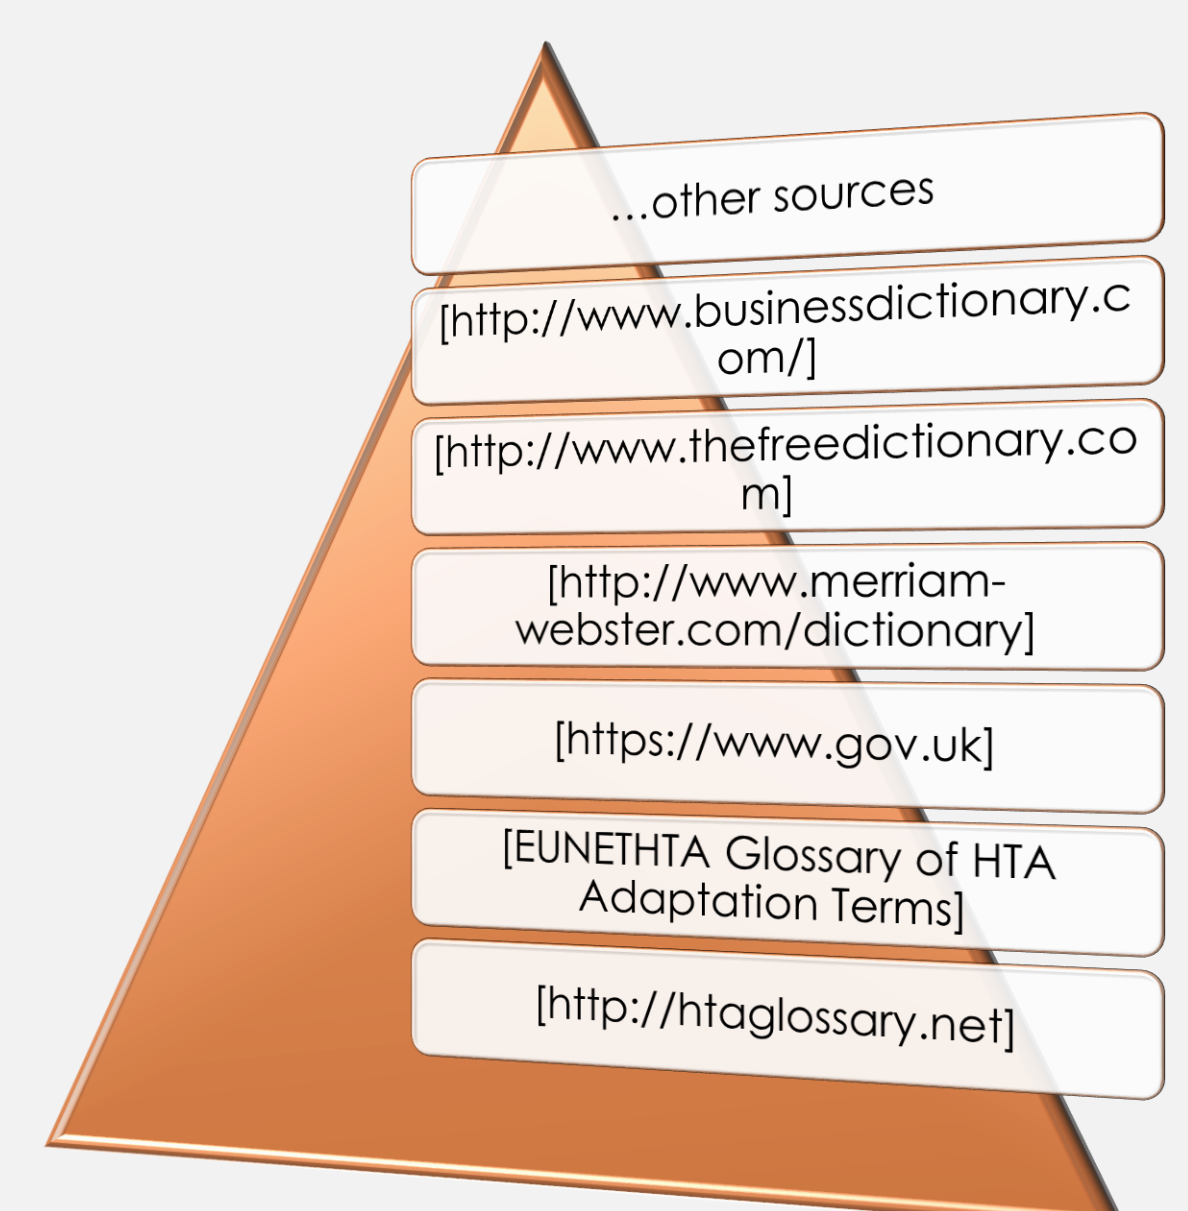 ...other sources
[http://www.businessdictionary.c
om/]
[http://www.thefreedictionary.co
m]
[http://www.merriam-
webster.com/dictionary]
[https://www.gov.uk]
[EUNETHTA Glossary of HTA
Adaptation Terms]
[http://htaglossary.net]